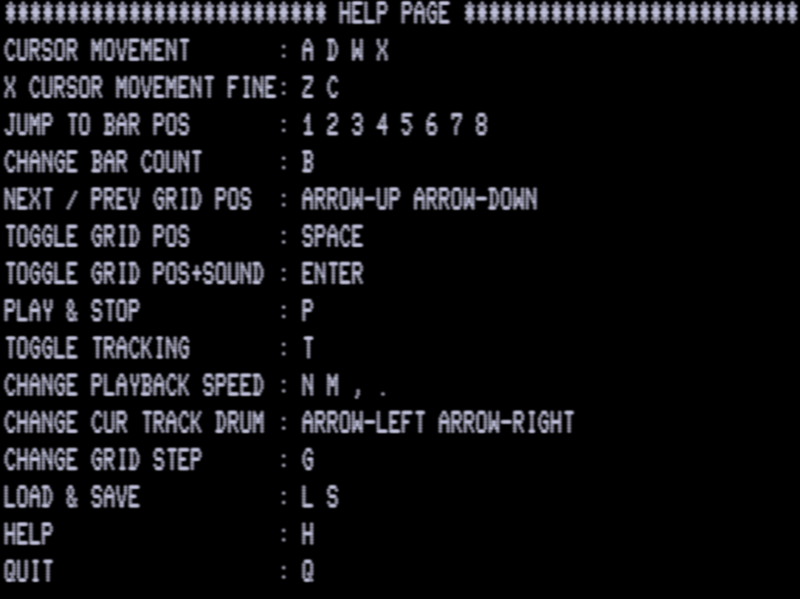 ************************** HELP PAGE ***************************
CURSOR MOVEMENT       : A D W X
X CURSOR MOVEMENT FINE: Z C
JUMP TO BAR POS       : 1 2 3 4 5 6 7 8
CHANGE BAR COUNT      : B
NEXT / PREV GRID POS  : ARROW-UP ARROW-DOWN
TOGGLE GRID POS       : SPACE
TOGGLE GRID POS+SOUND : ENTER
PLAY & STOP           : P
TOGGLE TRACKING       : T
CHANGE PLAYBACK SPEED : N M , .
CHANGE CUR TRACK DRUM : ARROW-LEFT ARROW-RIGHT
CHANGE GRID STEP      : G
LOAD & SAVE           : L S
HELP                  : H
QUIT                  : Q